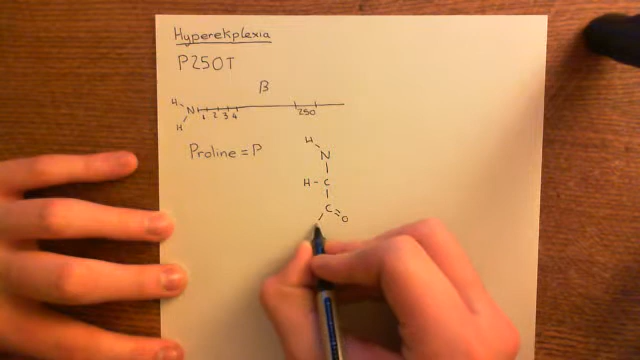 Hyperekplexia
P250T
β
H
N 1 2 3 4 250
H
Proline = P
H
N
H - C
C
O